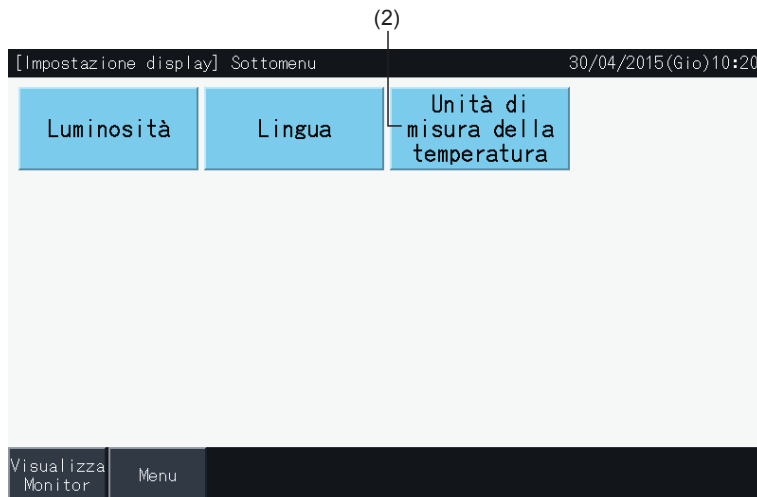 (2)
[Impostazione display] Sottomenu 30/04/2015(Gio)10:20
Luminosità
Lingua
Unità di
misura della
temperatura
Visualizza
Monitor
Menu